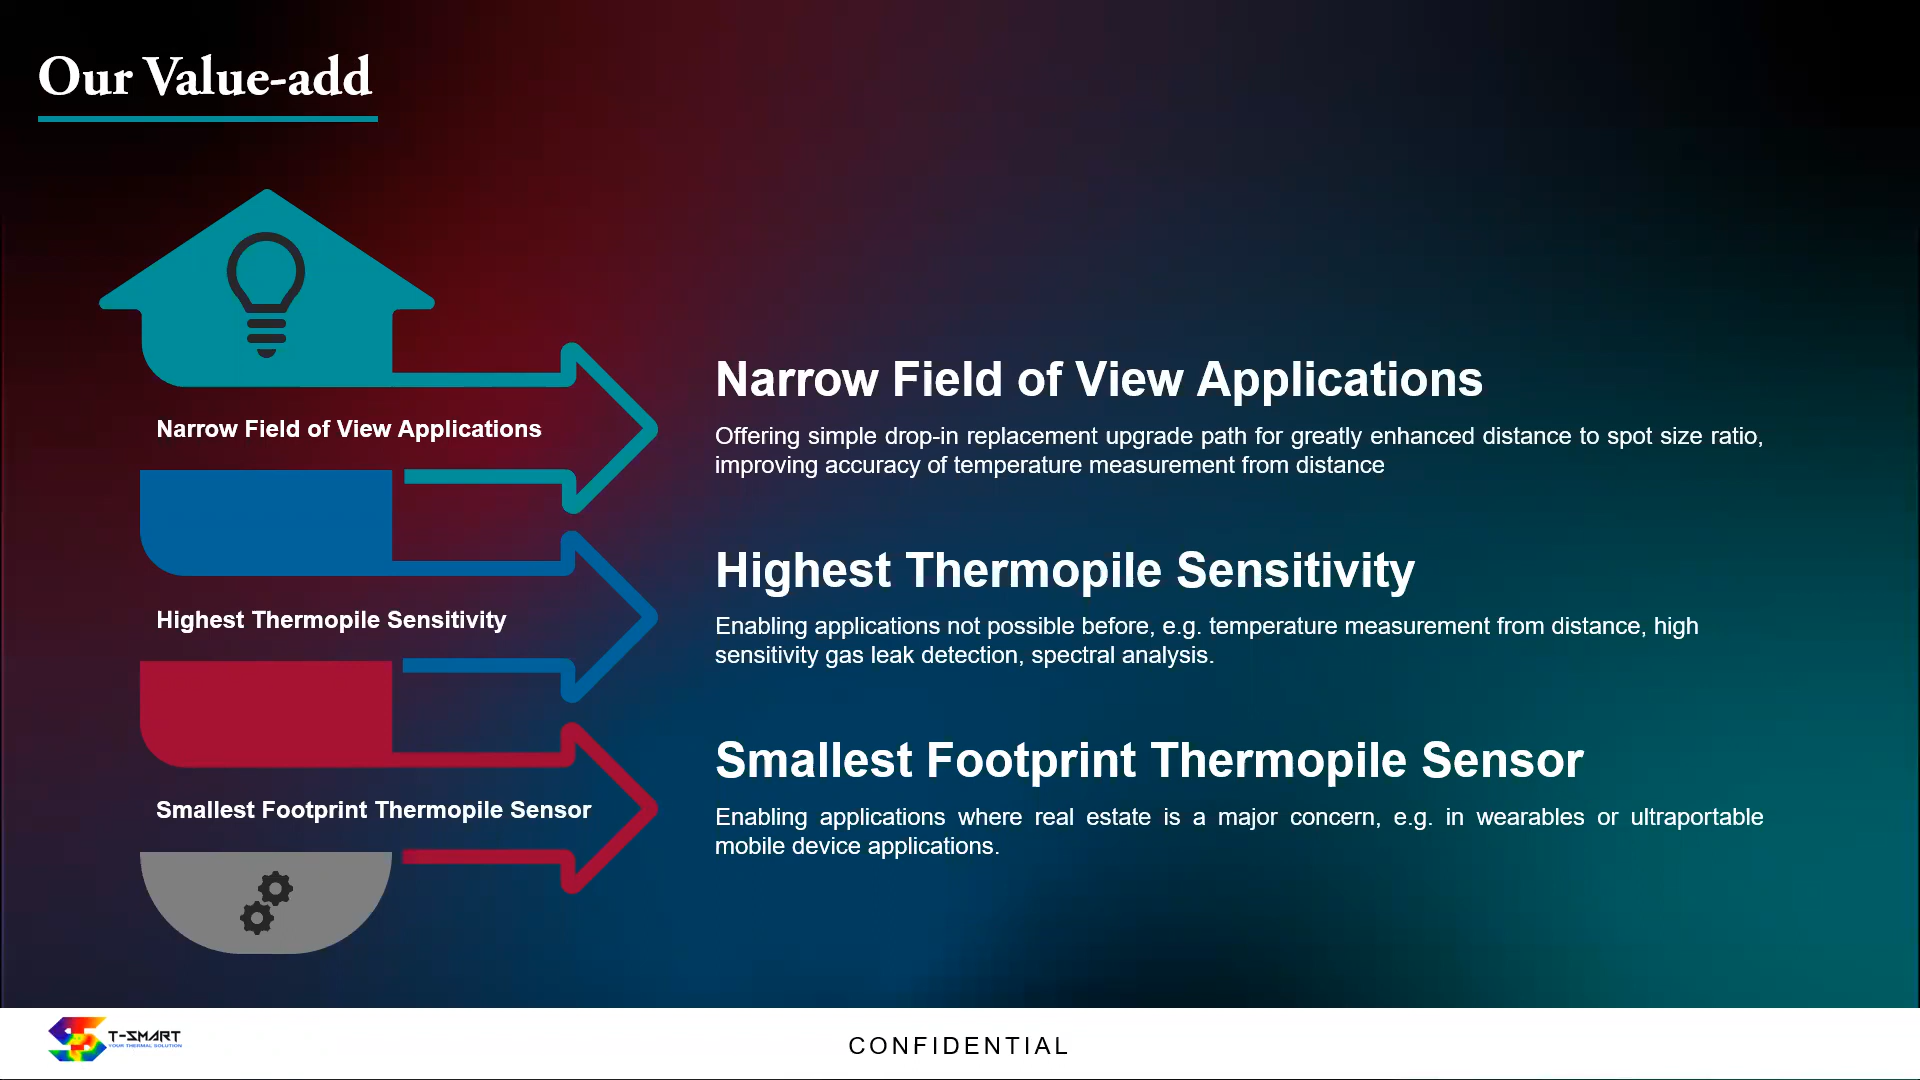 Our Value-add
Narrow Field of View Applications
Highest Thermopile Sensitivity
Smallest Footprint Thermopile Sensor
Narrow Field of View Applications
Offering simple drop-in replacement upgrade path for greatly enhanced distance to spot size ratio,
improving accuracy of temperature measurement from distance
Highest Thermopile Sensitivity
Enabling applications not possible before, e.g. temperature measurement from distance, high
sensitivity gas leak detection, spectral analysis.
Smallest Footprint Thermopile Sensor
Enabling applications where real estate is a major concern, e.g. in wearables or ultraportable
mobile device applications.
T-SMART
YOUR THERMAL SOLUTION
CONFIDENTIAL